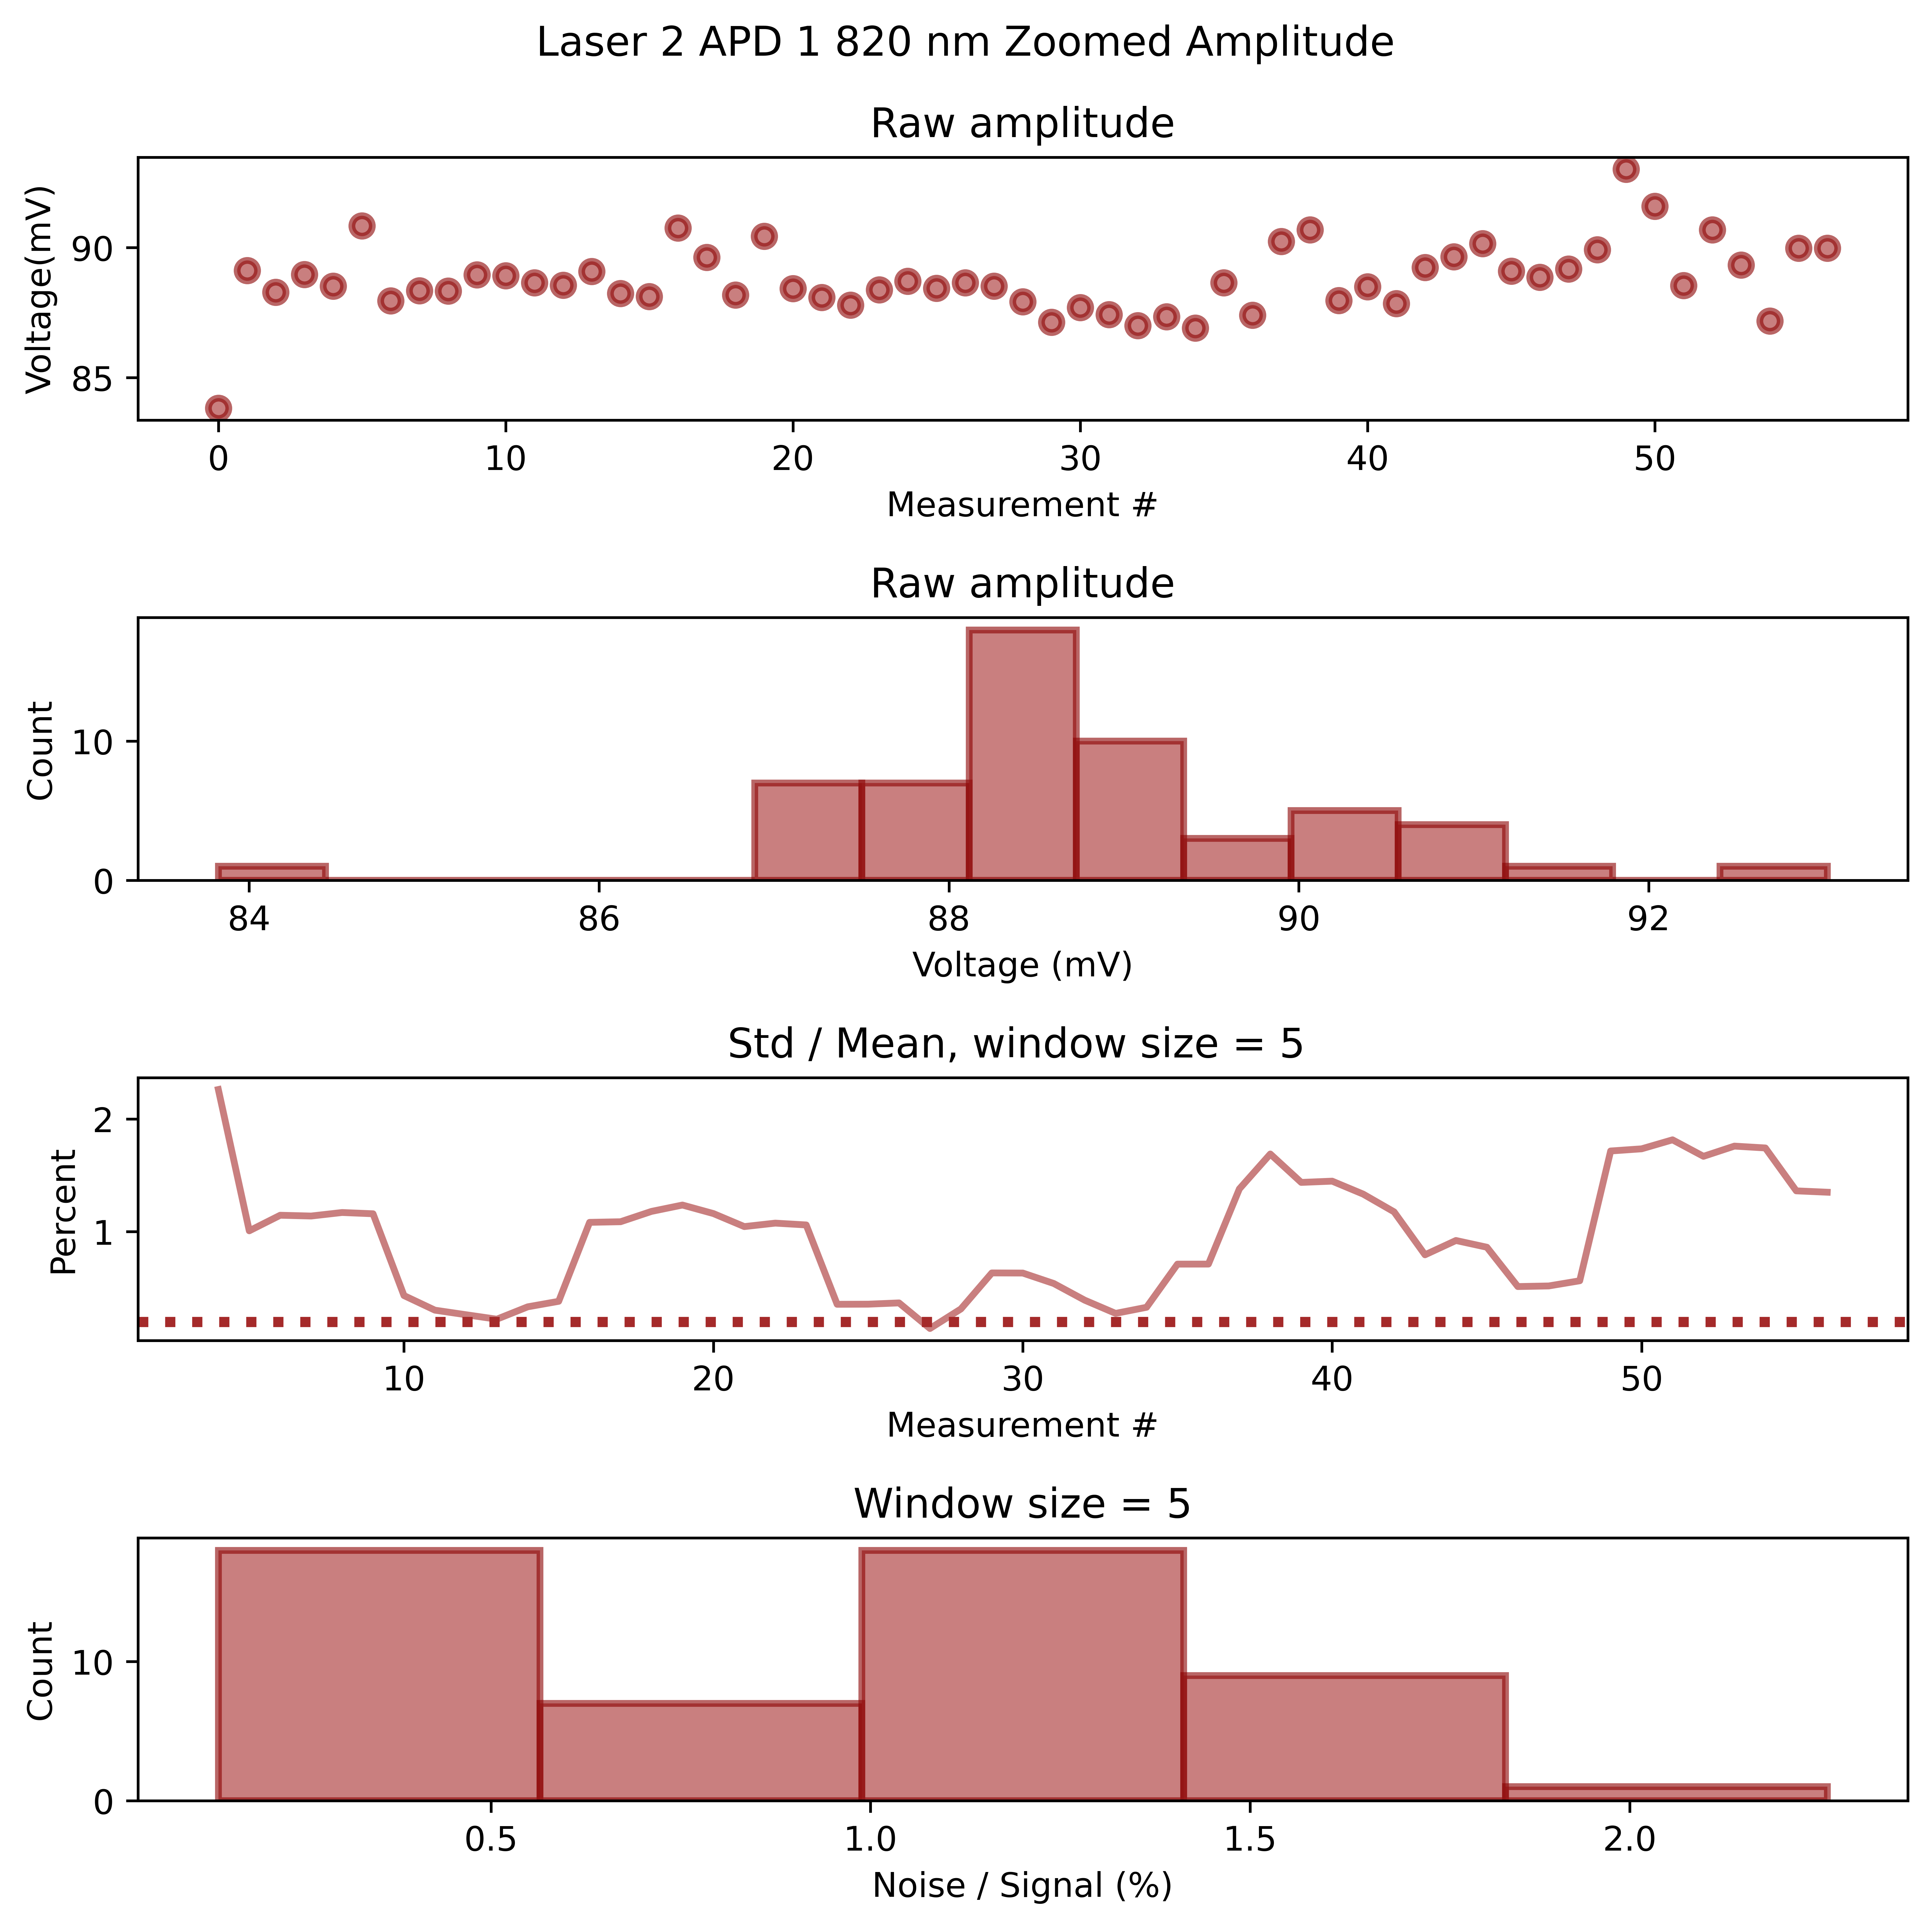 Laser 2 APD 1 820 nm Zoomed Amplitude
Raw amplitude
Voltage(mV)
90
85
0 10 20 30 40 50
Measurement #
Raw amplitude
Count
10
0
84 86 88 90 92
Voltage (mV)
Std / Mean, window size = 5
Percent
2
1
10 20 30 40 50
Measurement #
Window size = 5
Count
10
0
0.5 1.0 1.5 2.0
Noise / Signal (%)